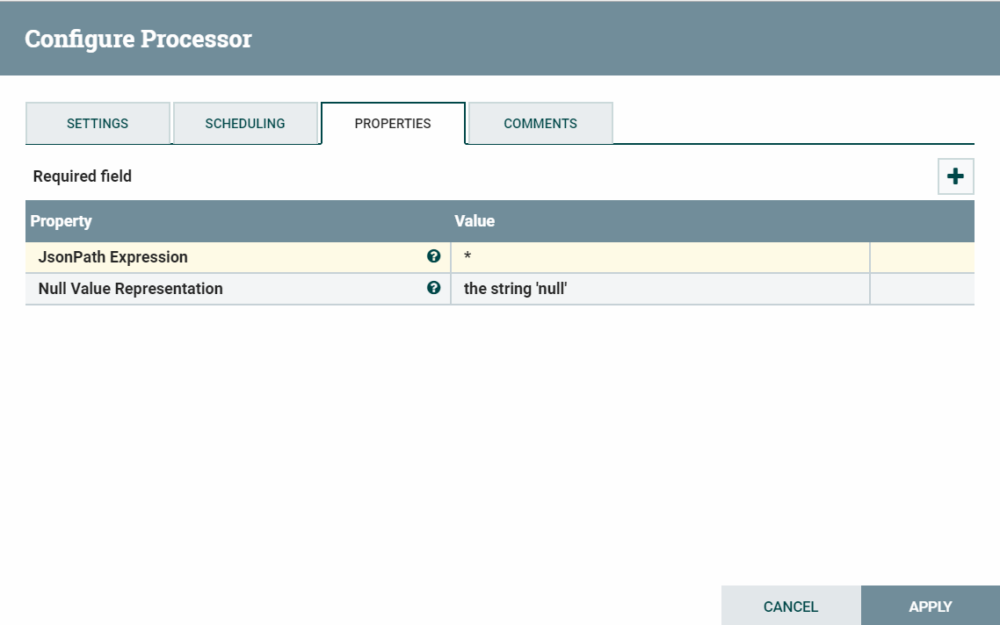 Configure Processor
SETTINGS SCHEDULING PROPERTIES COMMENTS
Required field
Property Value
JsonPath Expression *
Null Value Representation the string 'null'
CANCEL APPLY